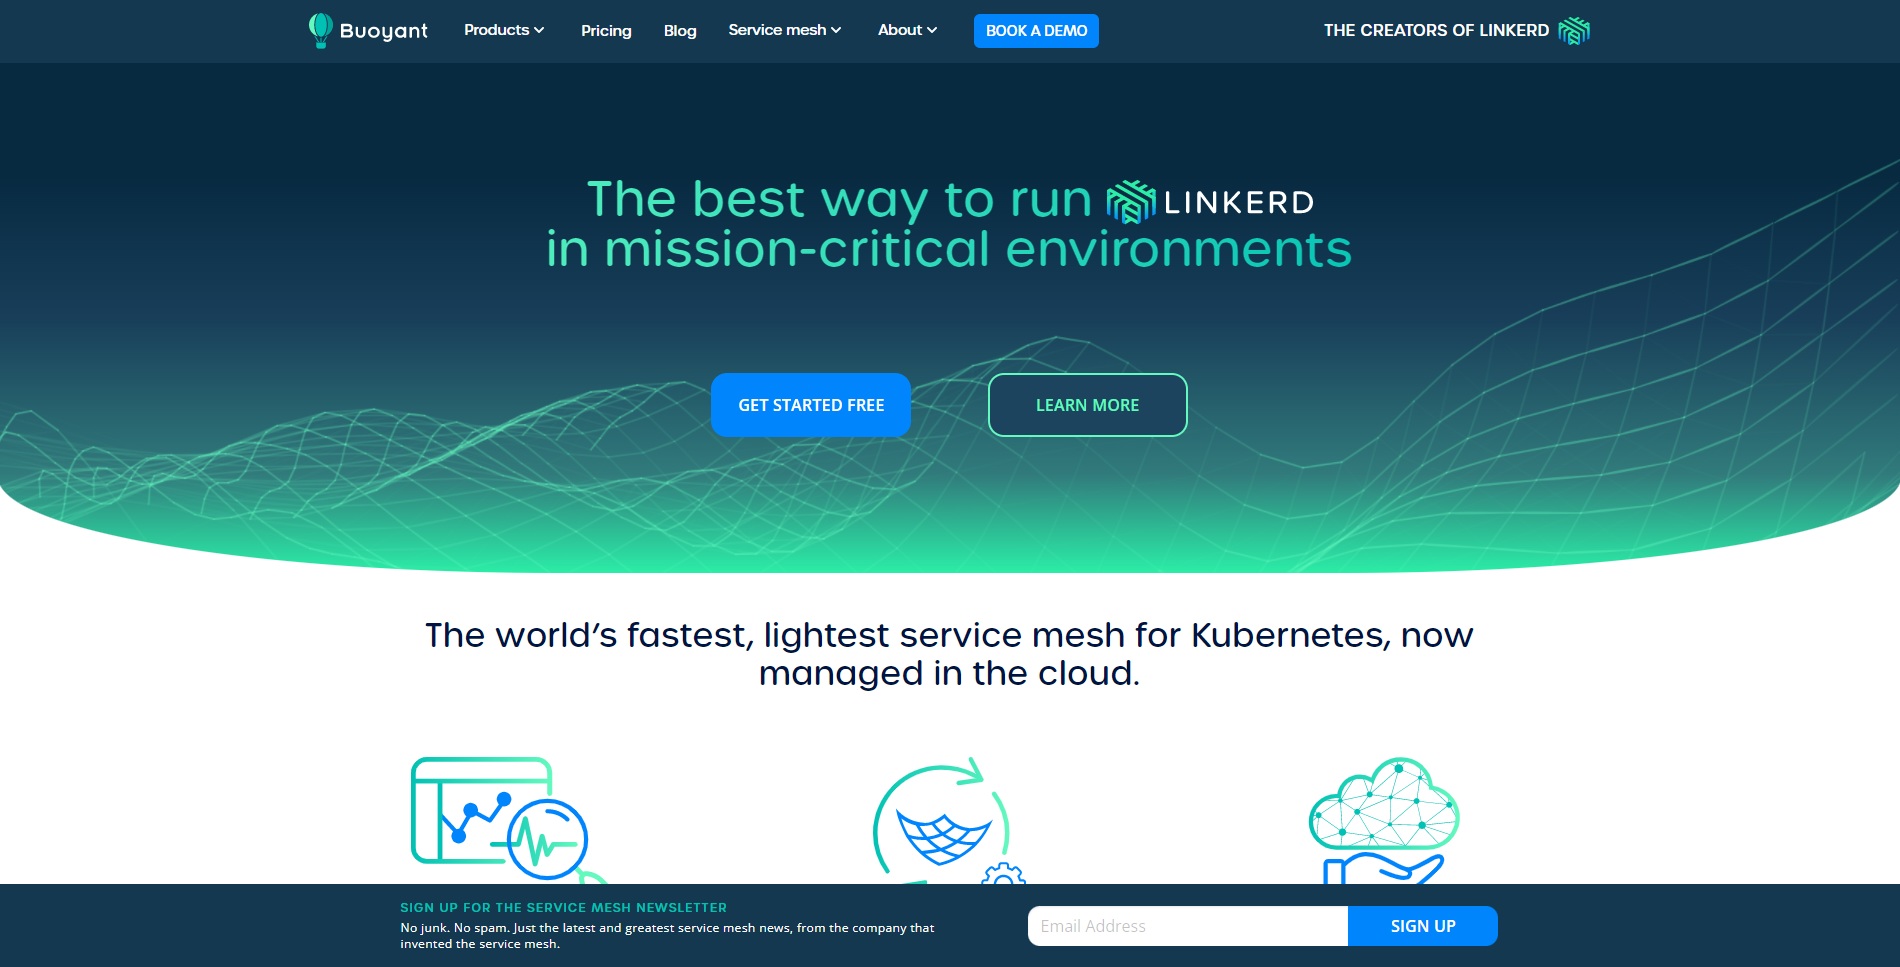 Buoyant
Products
Pricing
Blog
Service mesh
About
BOOK A DEMO
THE CREATORS OF LINKERD
The best way to run LINKERD
in mission-critical environments
GET STARTED FREE
LEARN MORE
The world’s fastest, lightest service mesh for Kubernetes, now
managed in the cloud.
SIGN UP FOR THE SERVICE MESH NEWSLETTER
No junk. No spam. Just the latest and greatest service mesh news, from the company that
invented the service mesh.
Email Address
SIGN UP